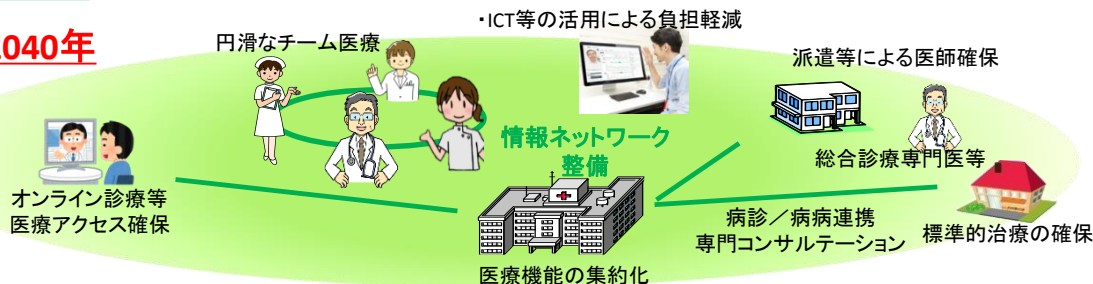 2040年
円滑なチーム医療
・ICT等の活用による負担軽減
派遣等による医師確保
情報ネットワーク
整備
総合診療専門医等
オンライン診療等
医療アクセス確保
病診／病病連携
専門コンサルテーション
標準的治療の確保
医療機能の集約化